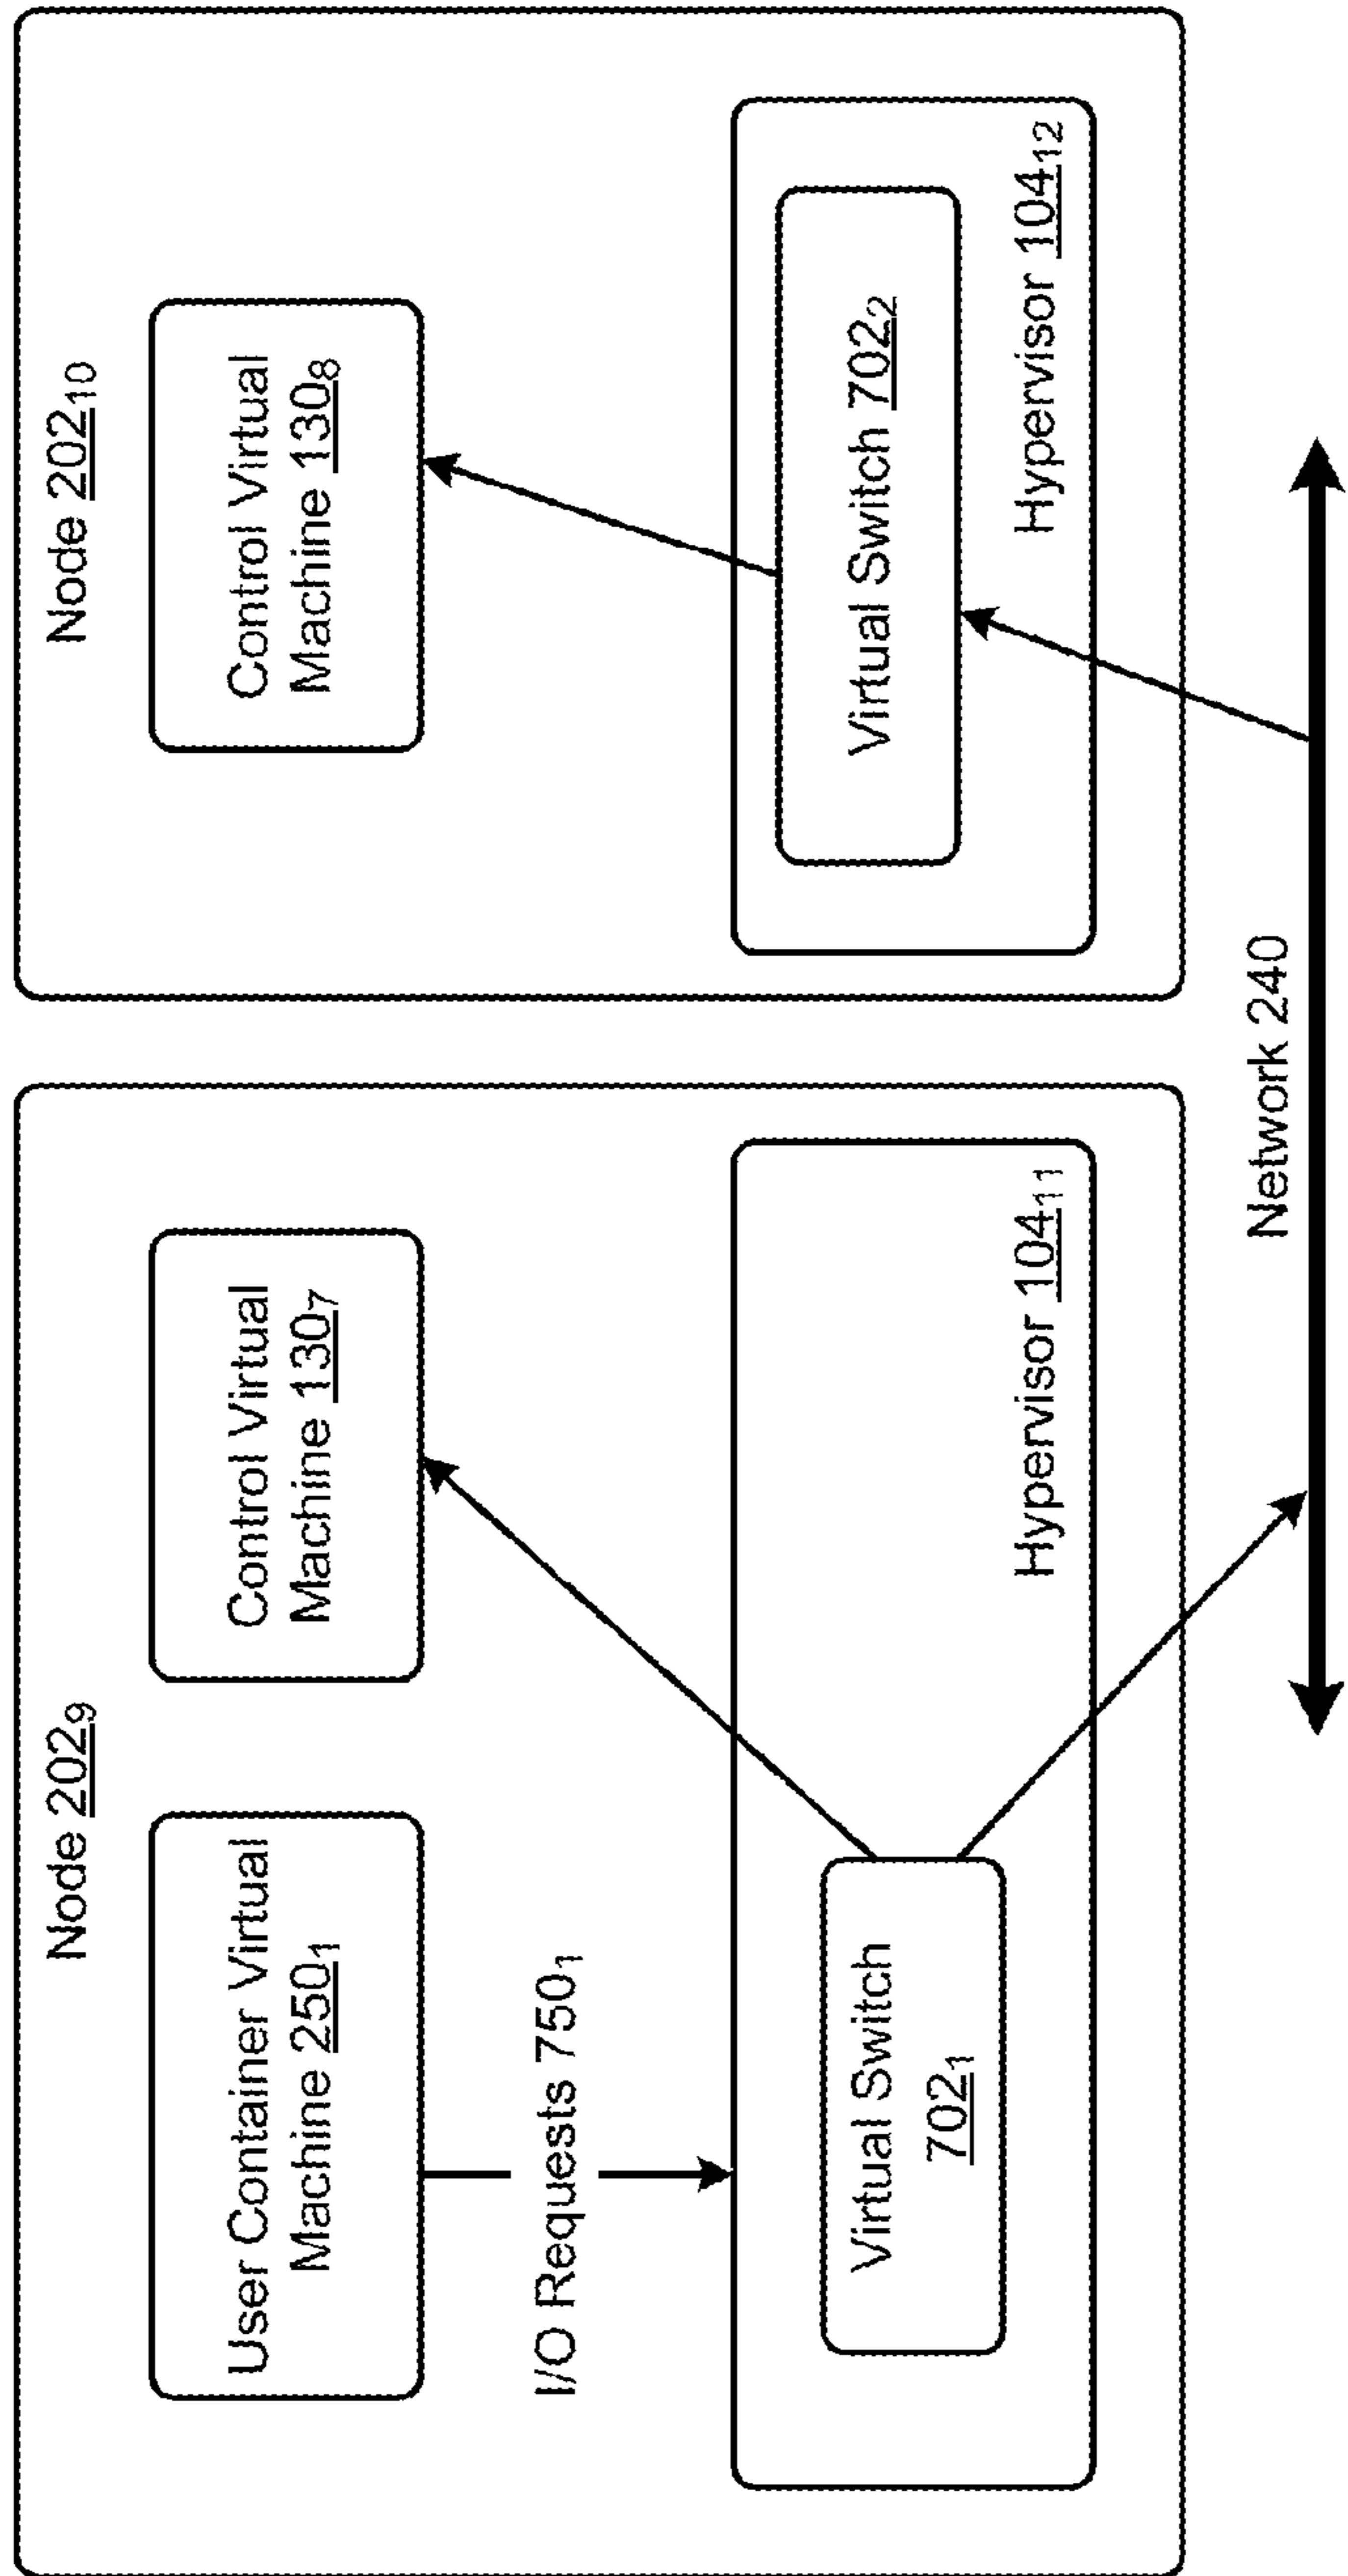 Node 202₉
User Container Virtual
Machine 250₁
Control Virtual
Machine 130₇
I/O Requests 750₁
Virtual Switch
702₁
Hypervisor 104₁₁
Node 202₁₀
Control Virtual
Machine 130₈
Virtual Switch 702₂
Hypervisor 104₁₂
Network 240